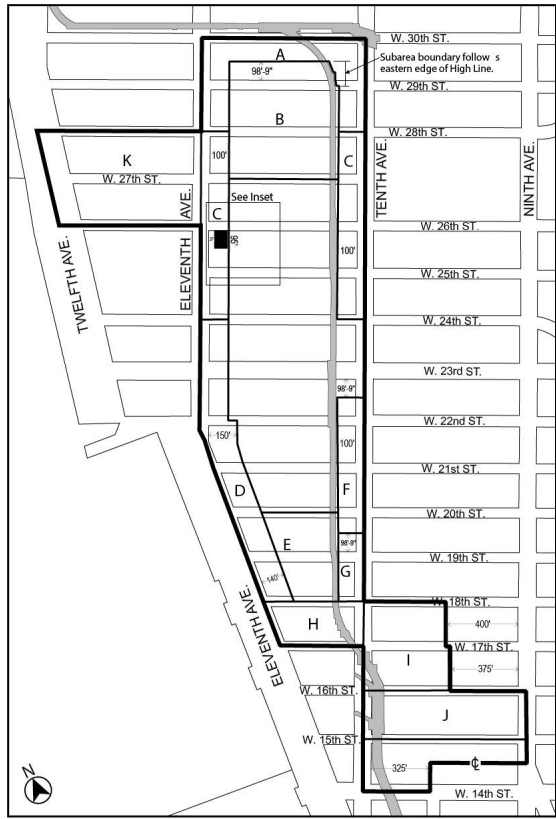 W. 30th ST.
A
Subarea boundary follow s
eastern edge of High Line.
98'-9"
W. 29th ST.
B
W. 28th ST.
K
100'
C
W. 27th ST.
AVE.
TENTH AVE.
NINTH AVE.
See Inset
C
W. 26th ST.
96
TWELFTH AVE.
ELEVENTH
100'
W. 25th ST.
W. 24th ST.
W. 23rd ST.
98'-9"
W. 22nd ST.
150'
100'
W. 21st ST.
D
F
W. 20th ST.
E
98'-9"
W. 19th ST.
G
140'
ELEVENTH AVE.
W. 18th ST.
H
400'
W. 17th ST.
I
375'
W. 16th ST.
J
W. 15th ST.
325'
℄
W. 14th ST.
N